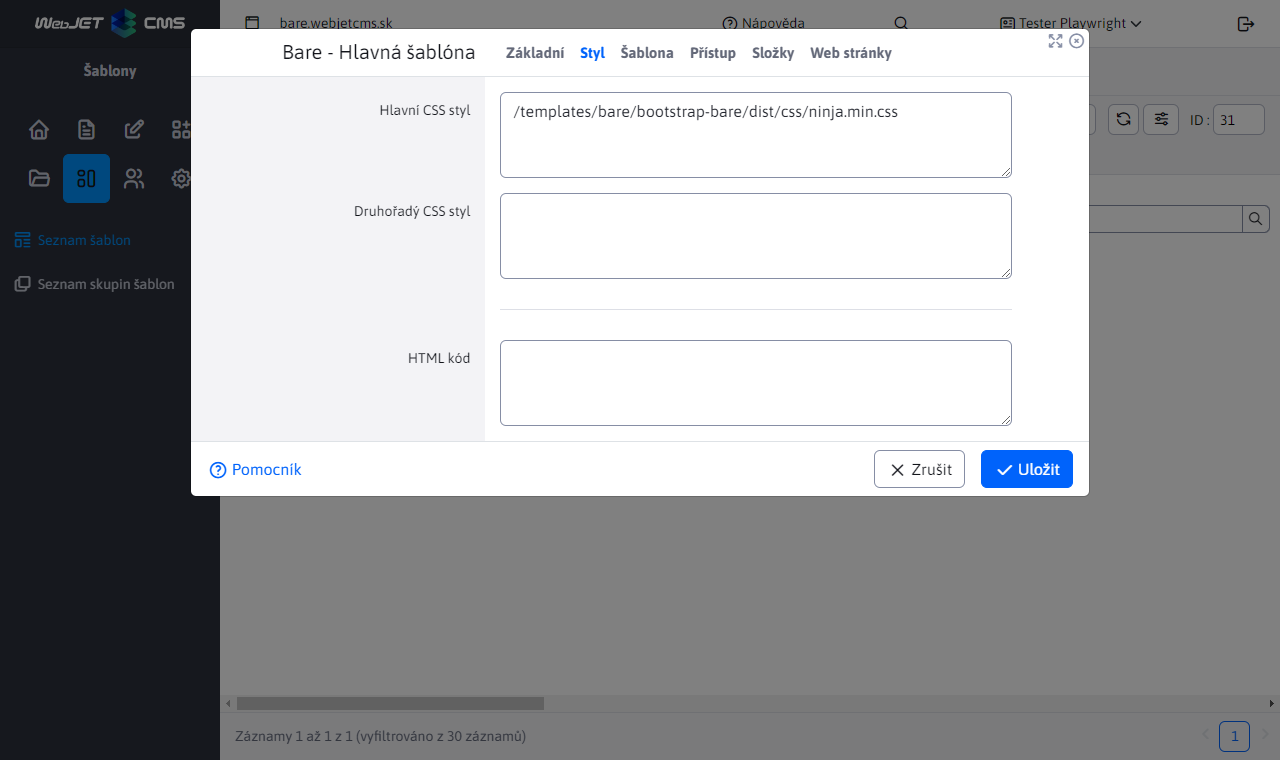 WebJET CMS
bare.webjetcms.sk
Nápověda
Tester Playwright
Šablony
ID :
31
Seznam šablon
Seznam skupin šablon
Bare - Hlavná šablóna
Základní
Styl
Šablona
Přístup
Složky
Web stránky
Hlavní CSS styl
/templates/bare/bootstrap-bare/dist/css/ninja.min.css
Druhořadý CSS styl
HTML kód
Pomocník
Zrušit
Uložit
Záznamy 1 až 1 z 1 (vyfiltrováno z 30 záznamů)
1